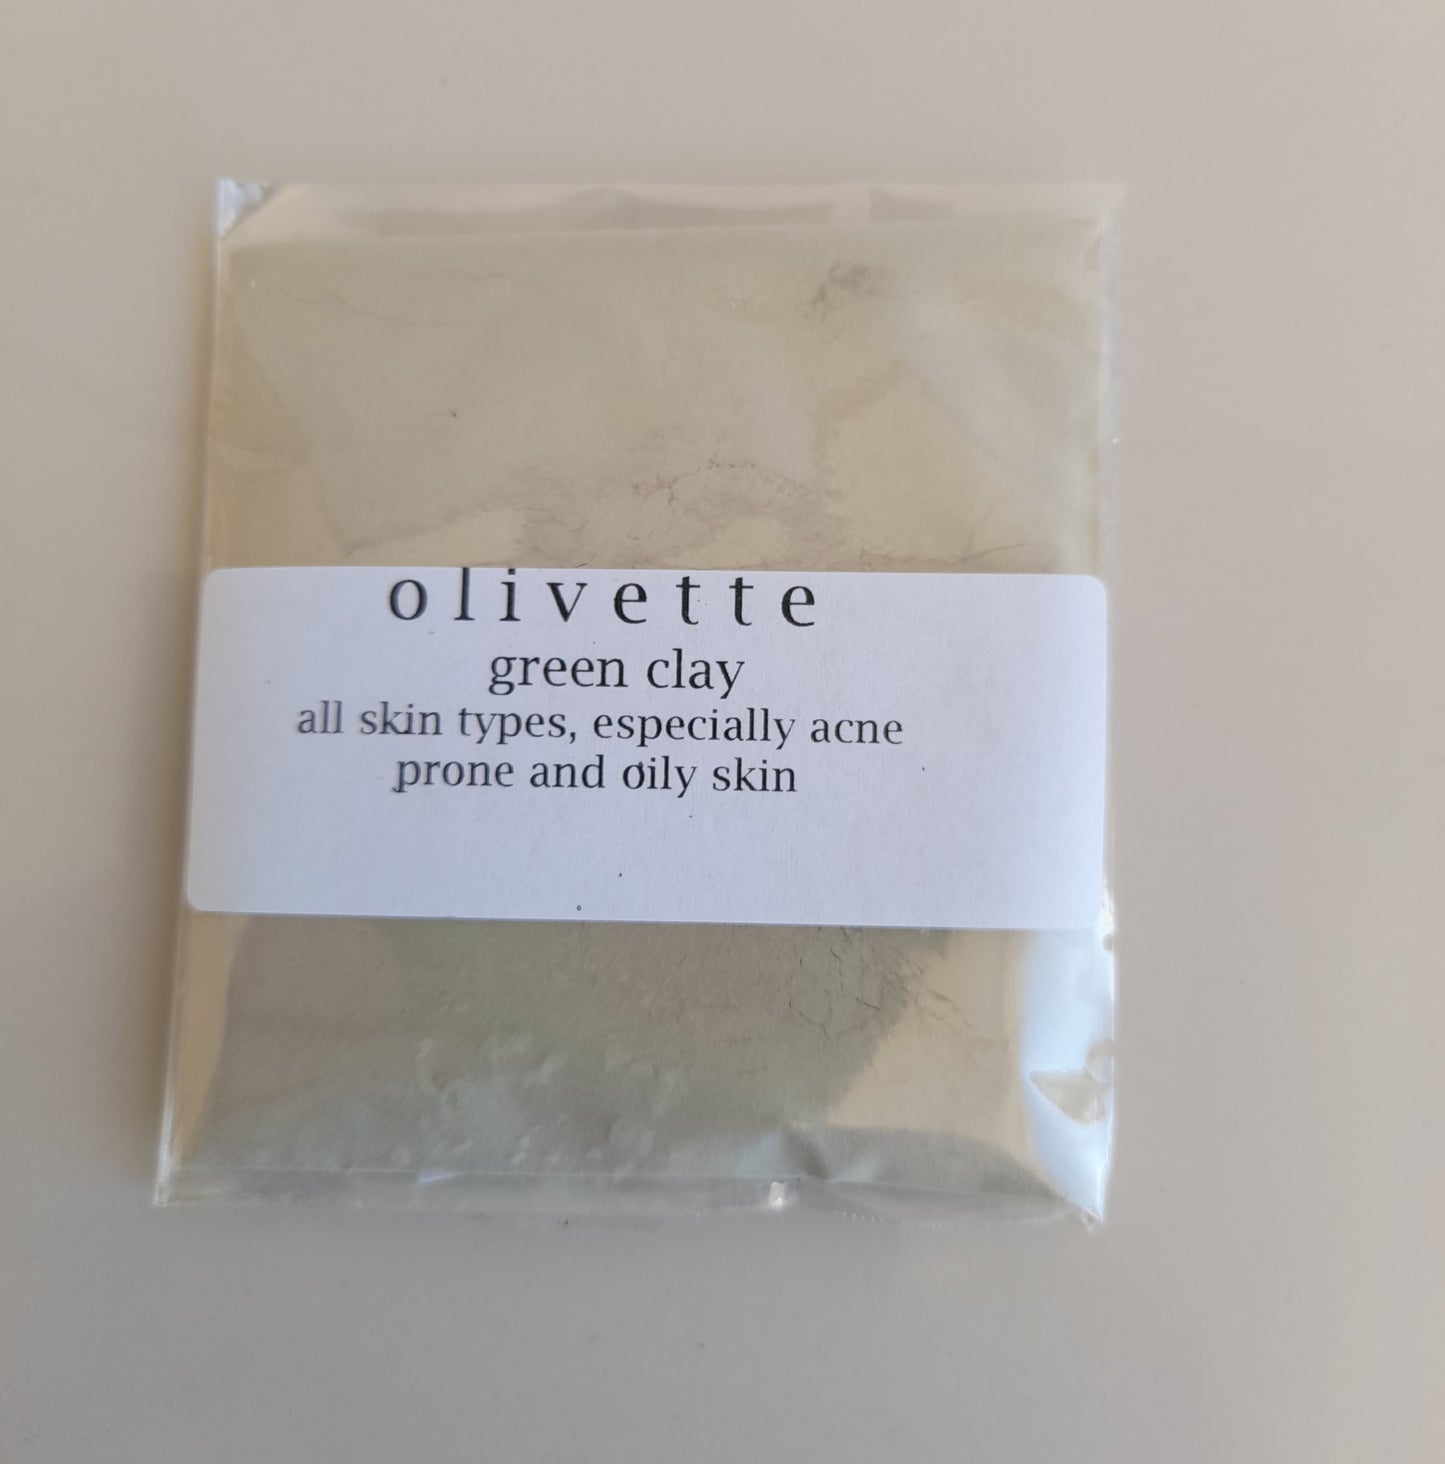 olivette
green clay
all skin types, especially acne
prone and oily skin